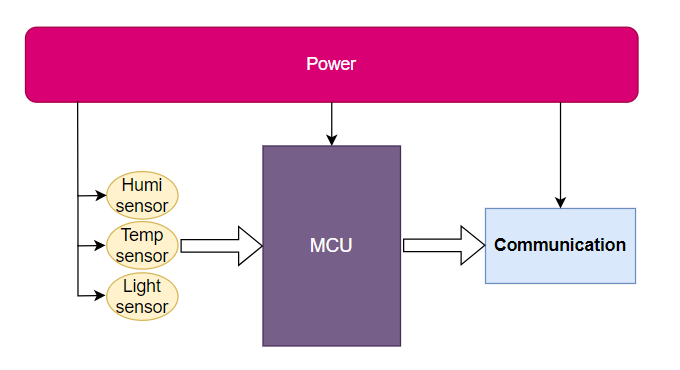 Power
Humi
sensor
Temp
sensor
Light
sensor
MCU
Communication